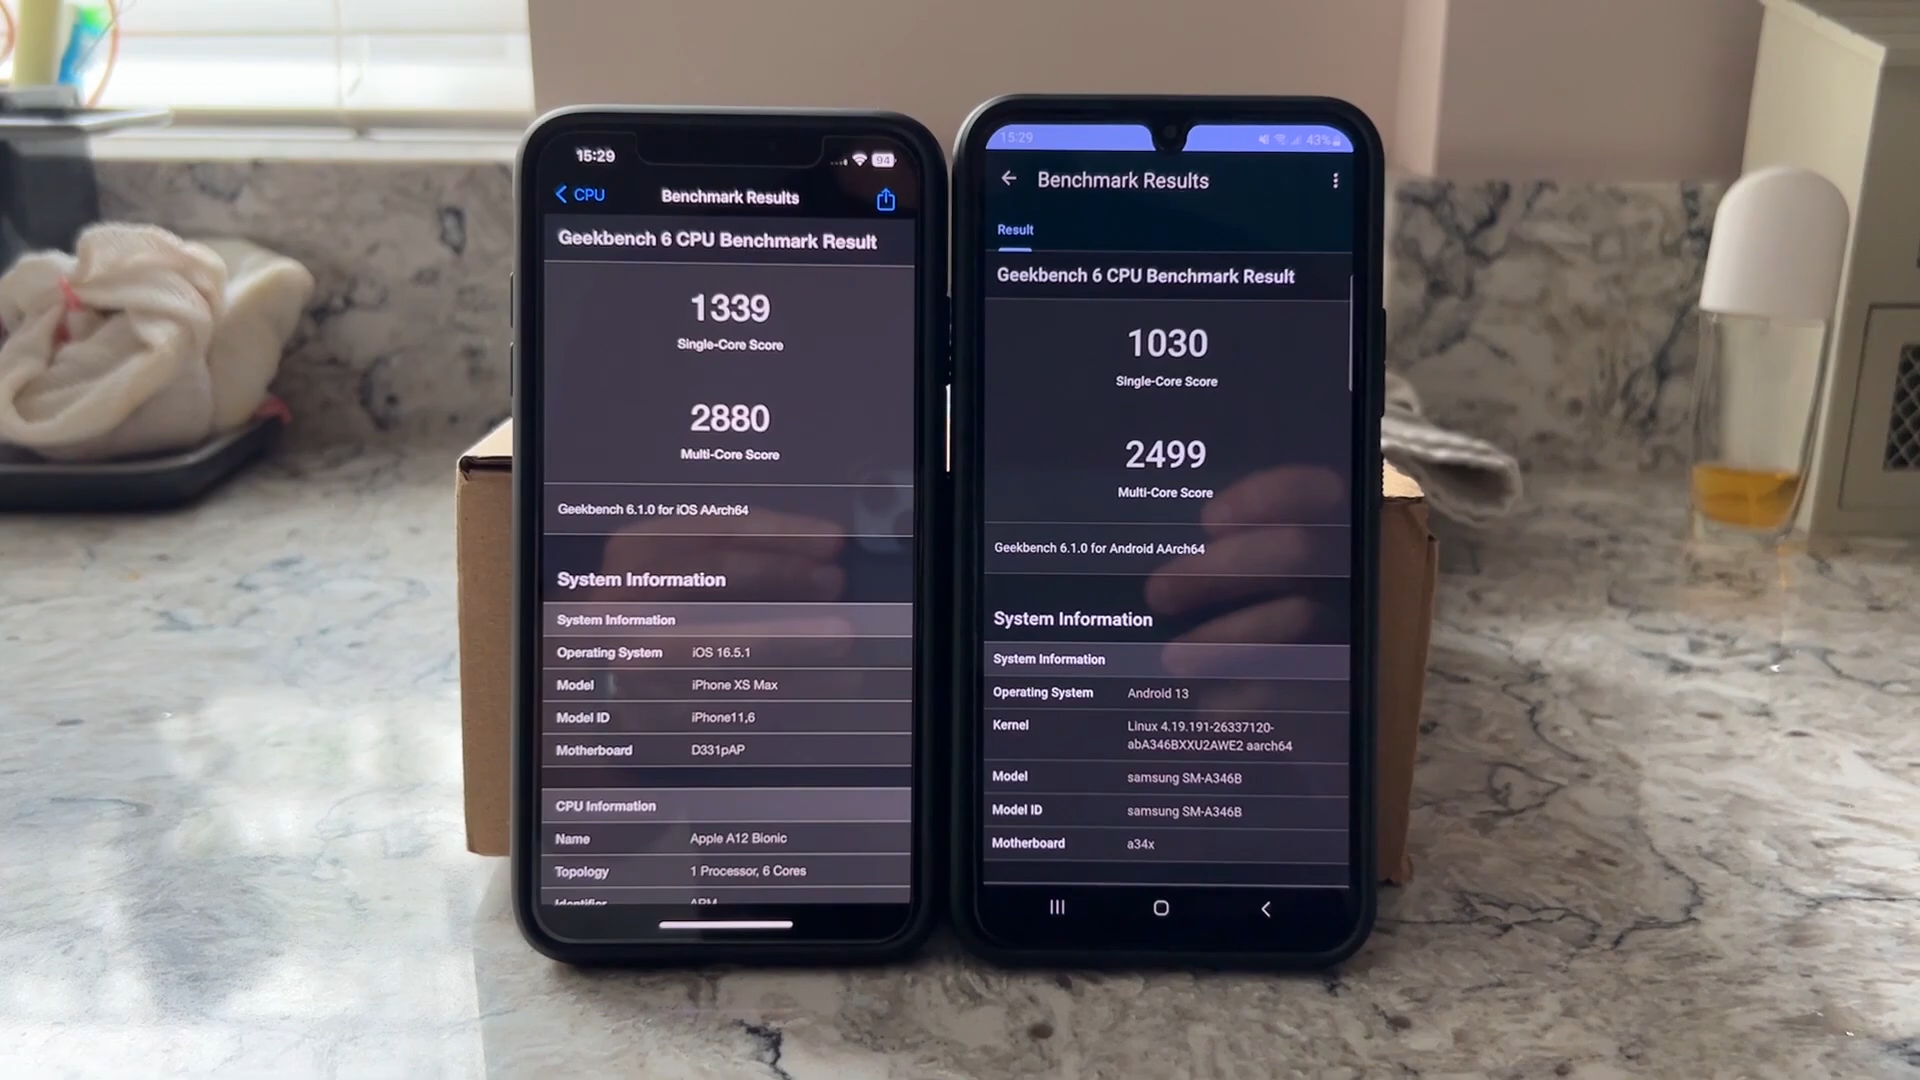 15:29
94
CPU
Benchmark Results
Geekbench 6 CPU Benchmark Result
1339
Single-Core Score
2880
Multi-Core Score
Geekbench 6.1.0 for iOS AArch64
System Information
System Information
Operating System iOS 16.5.1
Model iPhone XS Max
Model ID iPhone11,6
Motherboard D331pAP
CPU Information
Name Apple A12 Bionic
Topology 1 Processor, 6 Cores
Identifier ARM
15:29
43%
Benchmark Results
Result
Geekbench 6 CPU Benchmark Result
1030
Single-Core Score
2499
Multi-Core Score
Geekbench 6.1.0 for Android AArch64
System Information
System Information
Operating System Android 13
Kernel Linux 4.19.191-26337120-
abA346BXXU2AWE2 aarch64
Model samsung SM-A346B
Model ID samsung SM-A346B
Motherboard a34x